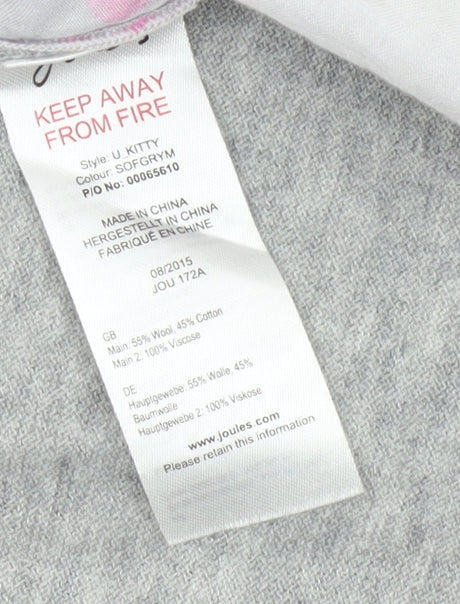 Joules
KEEP AWAY
FROM FIRE
Style: U_KITTY
Colour: SOFGRYM
P/O No: 00065610
MADE IN CHINA
HERGESTELLT IN CHINA
FABRIQUÉ EN CHINE
08/2015
JOU 172A
GB
Main: 55% Wool, 45% Cotton
Main 2: 100% Viscose
DE
Hauptgewebe: 55% Wolle, 45%
Baumwolle
Hauptgewebe 2: 100% Viskose
www.joules.com
Please retain this information